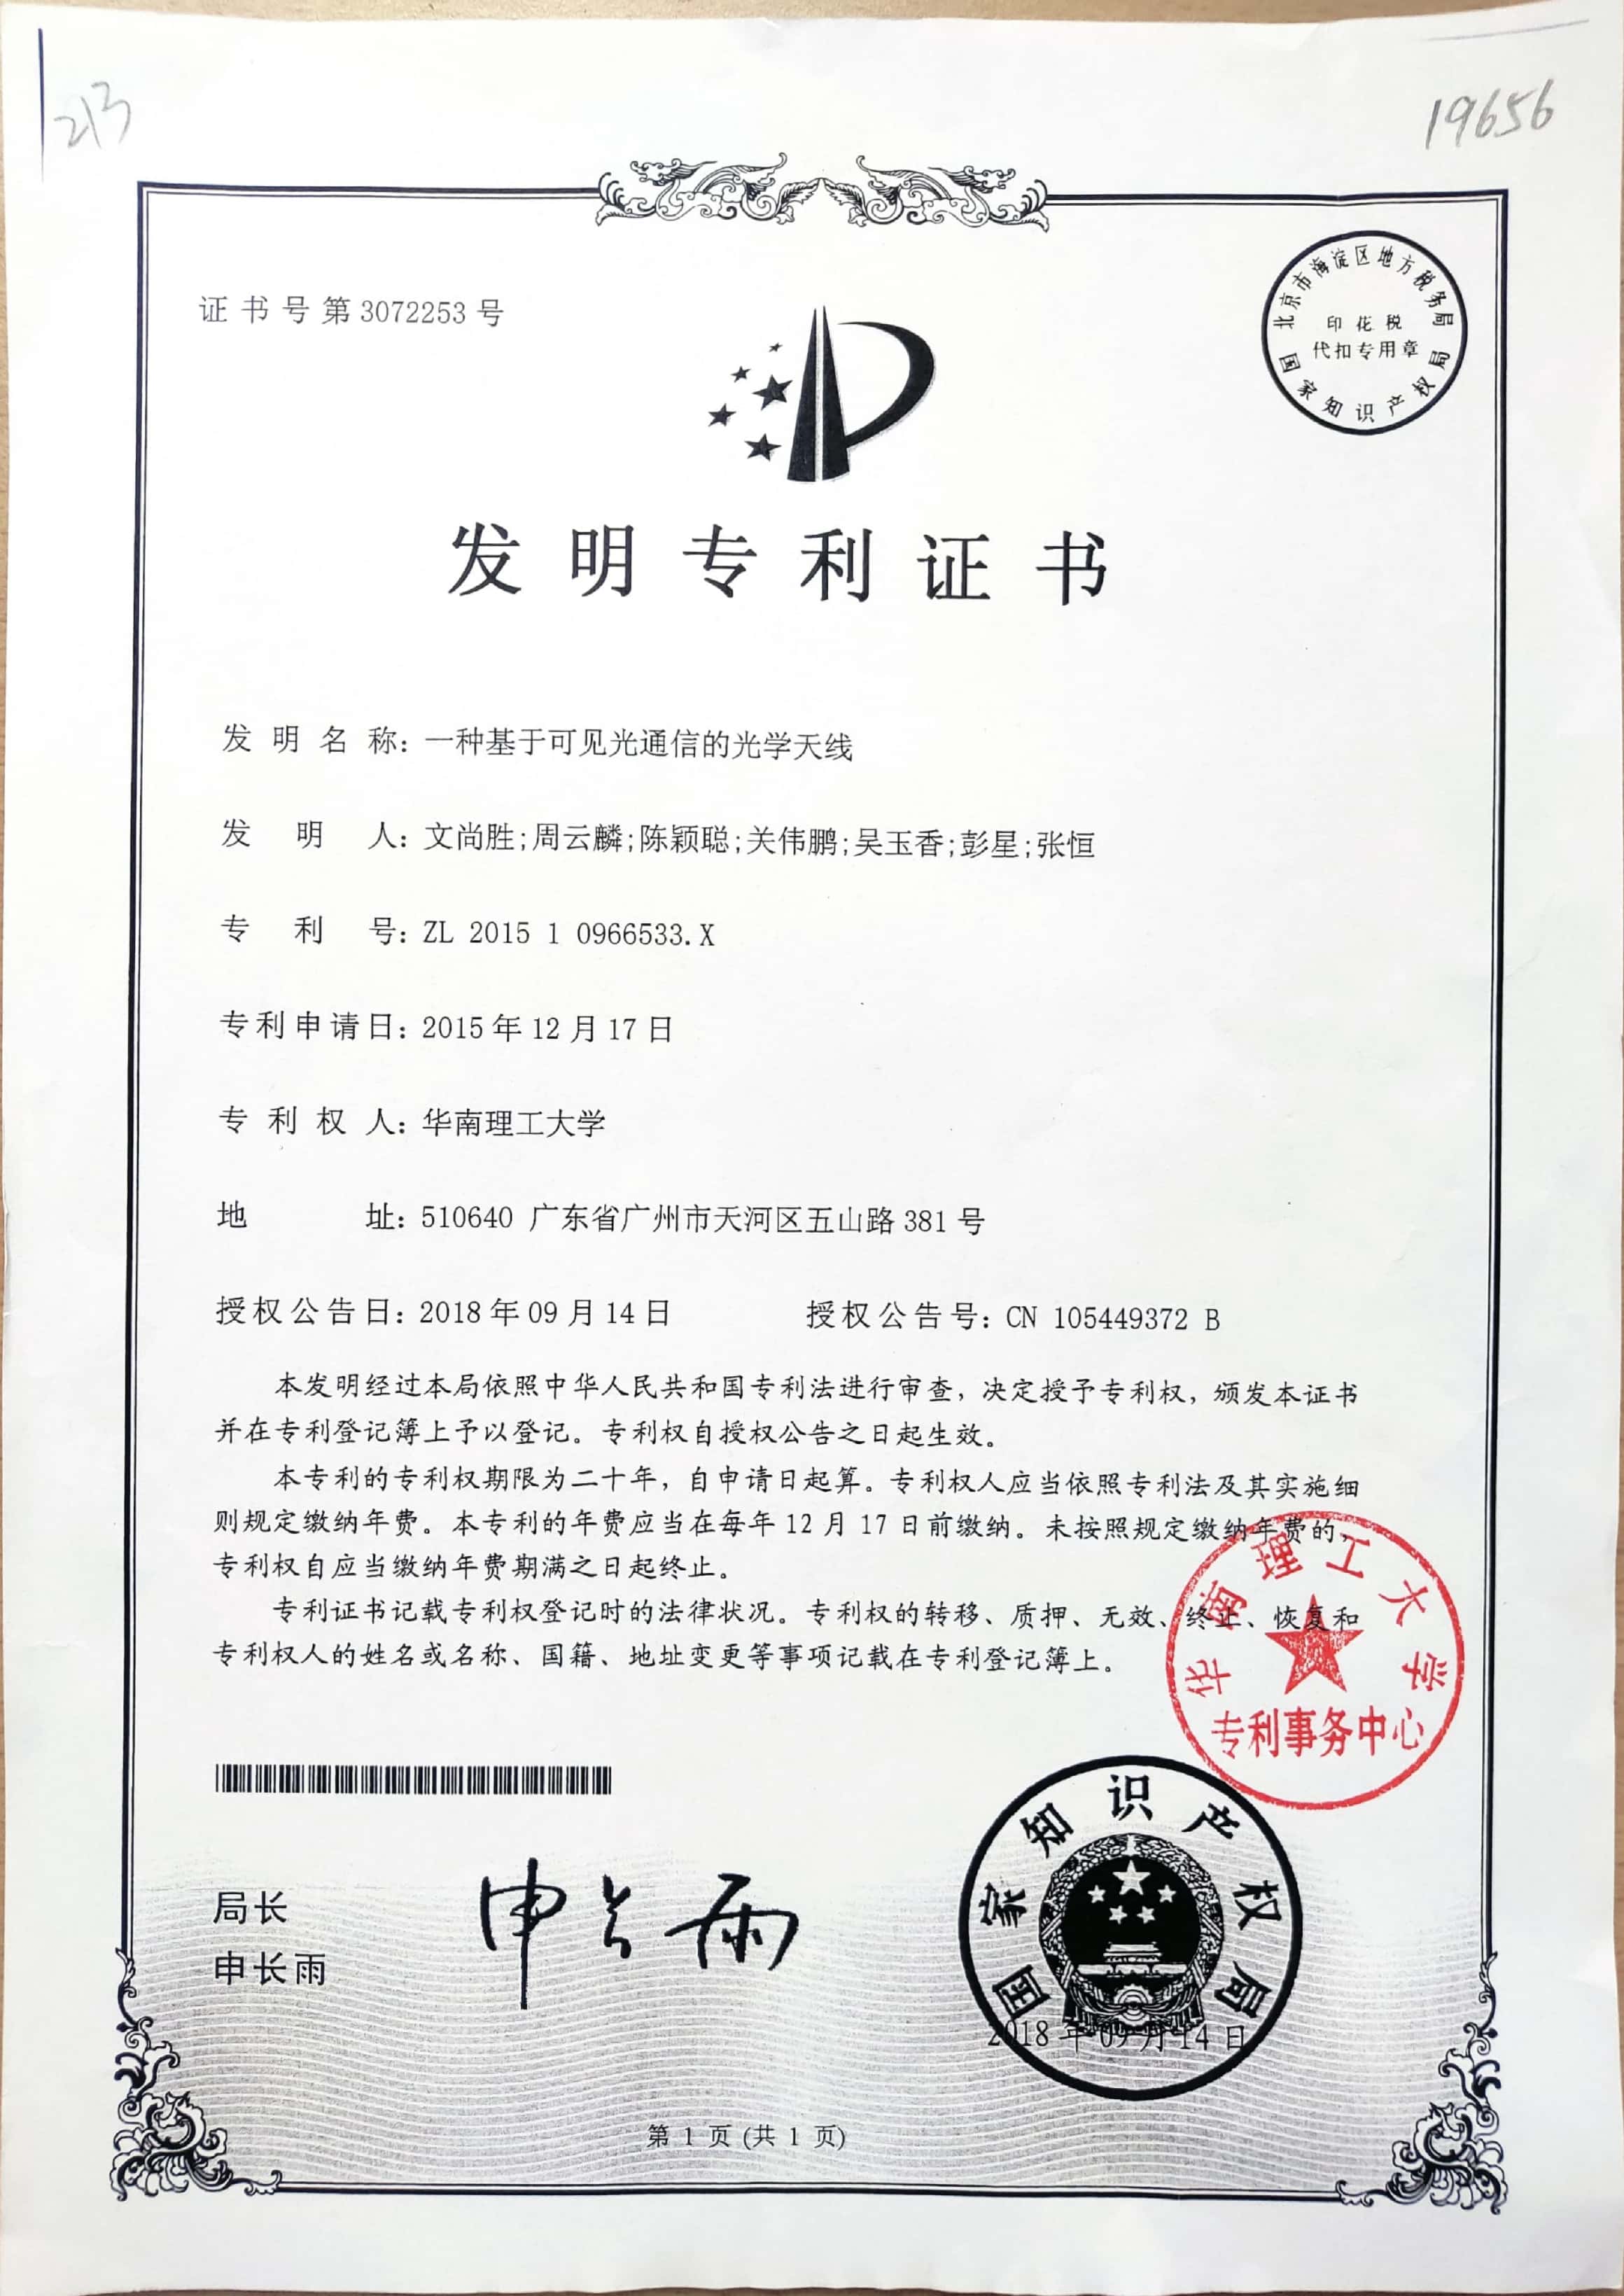 213
19656
证书号第3072253号
北京市海淀区地方税务局
印花税
代扣专用章
国家知识产权局
发明专利证书
发明名称：一种基于可见光通信的光学天线
发明人：文尚胜;周云麟;陈颖聪;关伟鹏;吴玉香;彭星;张恒
专利号：ZL 2015 1 0966533.X
专利申请日：2015年12月17日
专利权人：华南理工大学
地址：510640 广东省广州市天河区五山路381号
授权公告日：2018年09月14日 授权公告号：CN 105449372 B
本发明经过本局依照中华人民共和国专利法进行审查，决定授予专利权，颁发本证书
并在专利登记簿上予以登记。专利权自授权公告之日起生效。
本专利的专利权期限为二十年，自申请日起算。专利权人应当依照专利法及其实施细
则规定缴纳年费。本专利的年费应当在每年12月17日前缴纳。未按照规定缴纳年费的，
专利权自应当缴纳年费期满之日起终止。
专利证书记载专利权登记时的法律状况。专利权的转移、质押、无效、终止、恢复和
专利权人的姓名或名称、国籍、地址变更等事项记载在专利登记簿上。
华南理工大学
专利事务中心
局长
申长雨
申长雨
国家知识产权局
2018年09月14日
第 1 页 (共 1 页)